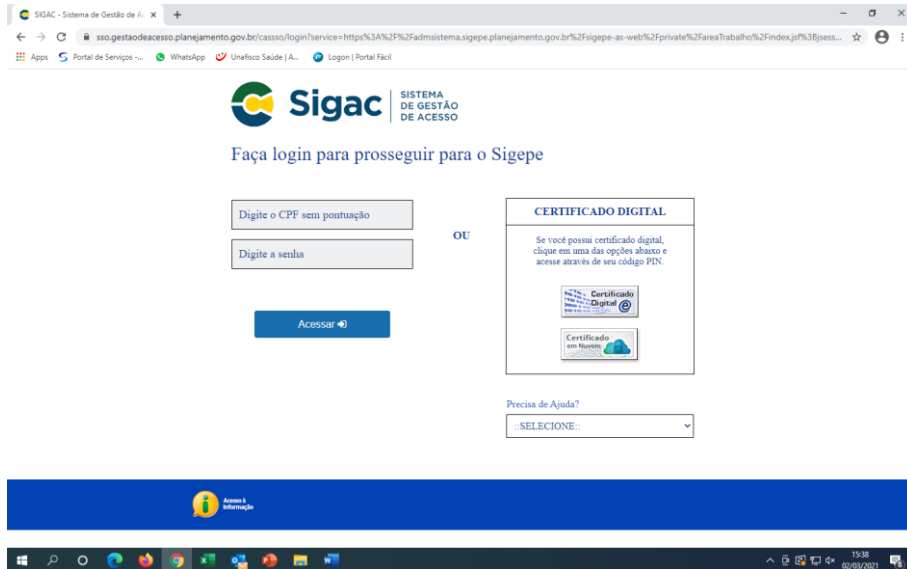 SIGAC - Sistema de Gestão de Ac
sso.gestaodeacesso.planejamento.gov.br/cassso/login?service=https%3A%2F%2Fadmsistema.sigepe.planejamento.gov.br%2Fsigepe-as-web%2Fprivate%2FareaTrabalho%2Findex.jsf%3Bjsess...
Apps Portal de Serviços -... WhatsApp Unafisco Saúde | A... Logon | Portal Fácil
Sigac
SISTEMA
DE GESTÃO
DE ACESSO
Faça login para prosseguir para o Sigepe
Digite o CPF sem pontuação
Digite a senha
Acessar
OU
CERTIFICADO DIGITAL
Se você possui certificado digital,
clique em uma das opções abaixo e
acesse através de seu código PIN.
Certificado
Digital
Certificado
em Nuvem
Precisa de Ajuda?
::SELECIONE::
Acesso à
Informação
15:38
02/03/2021